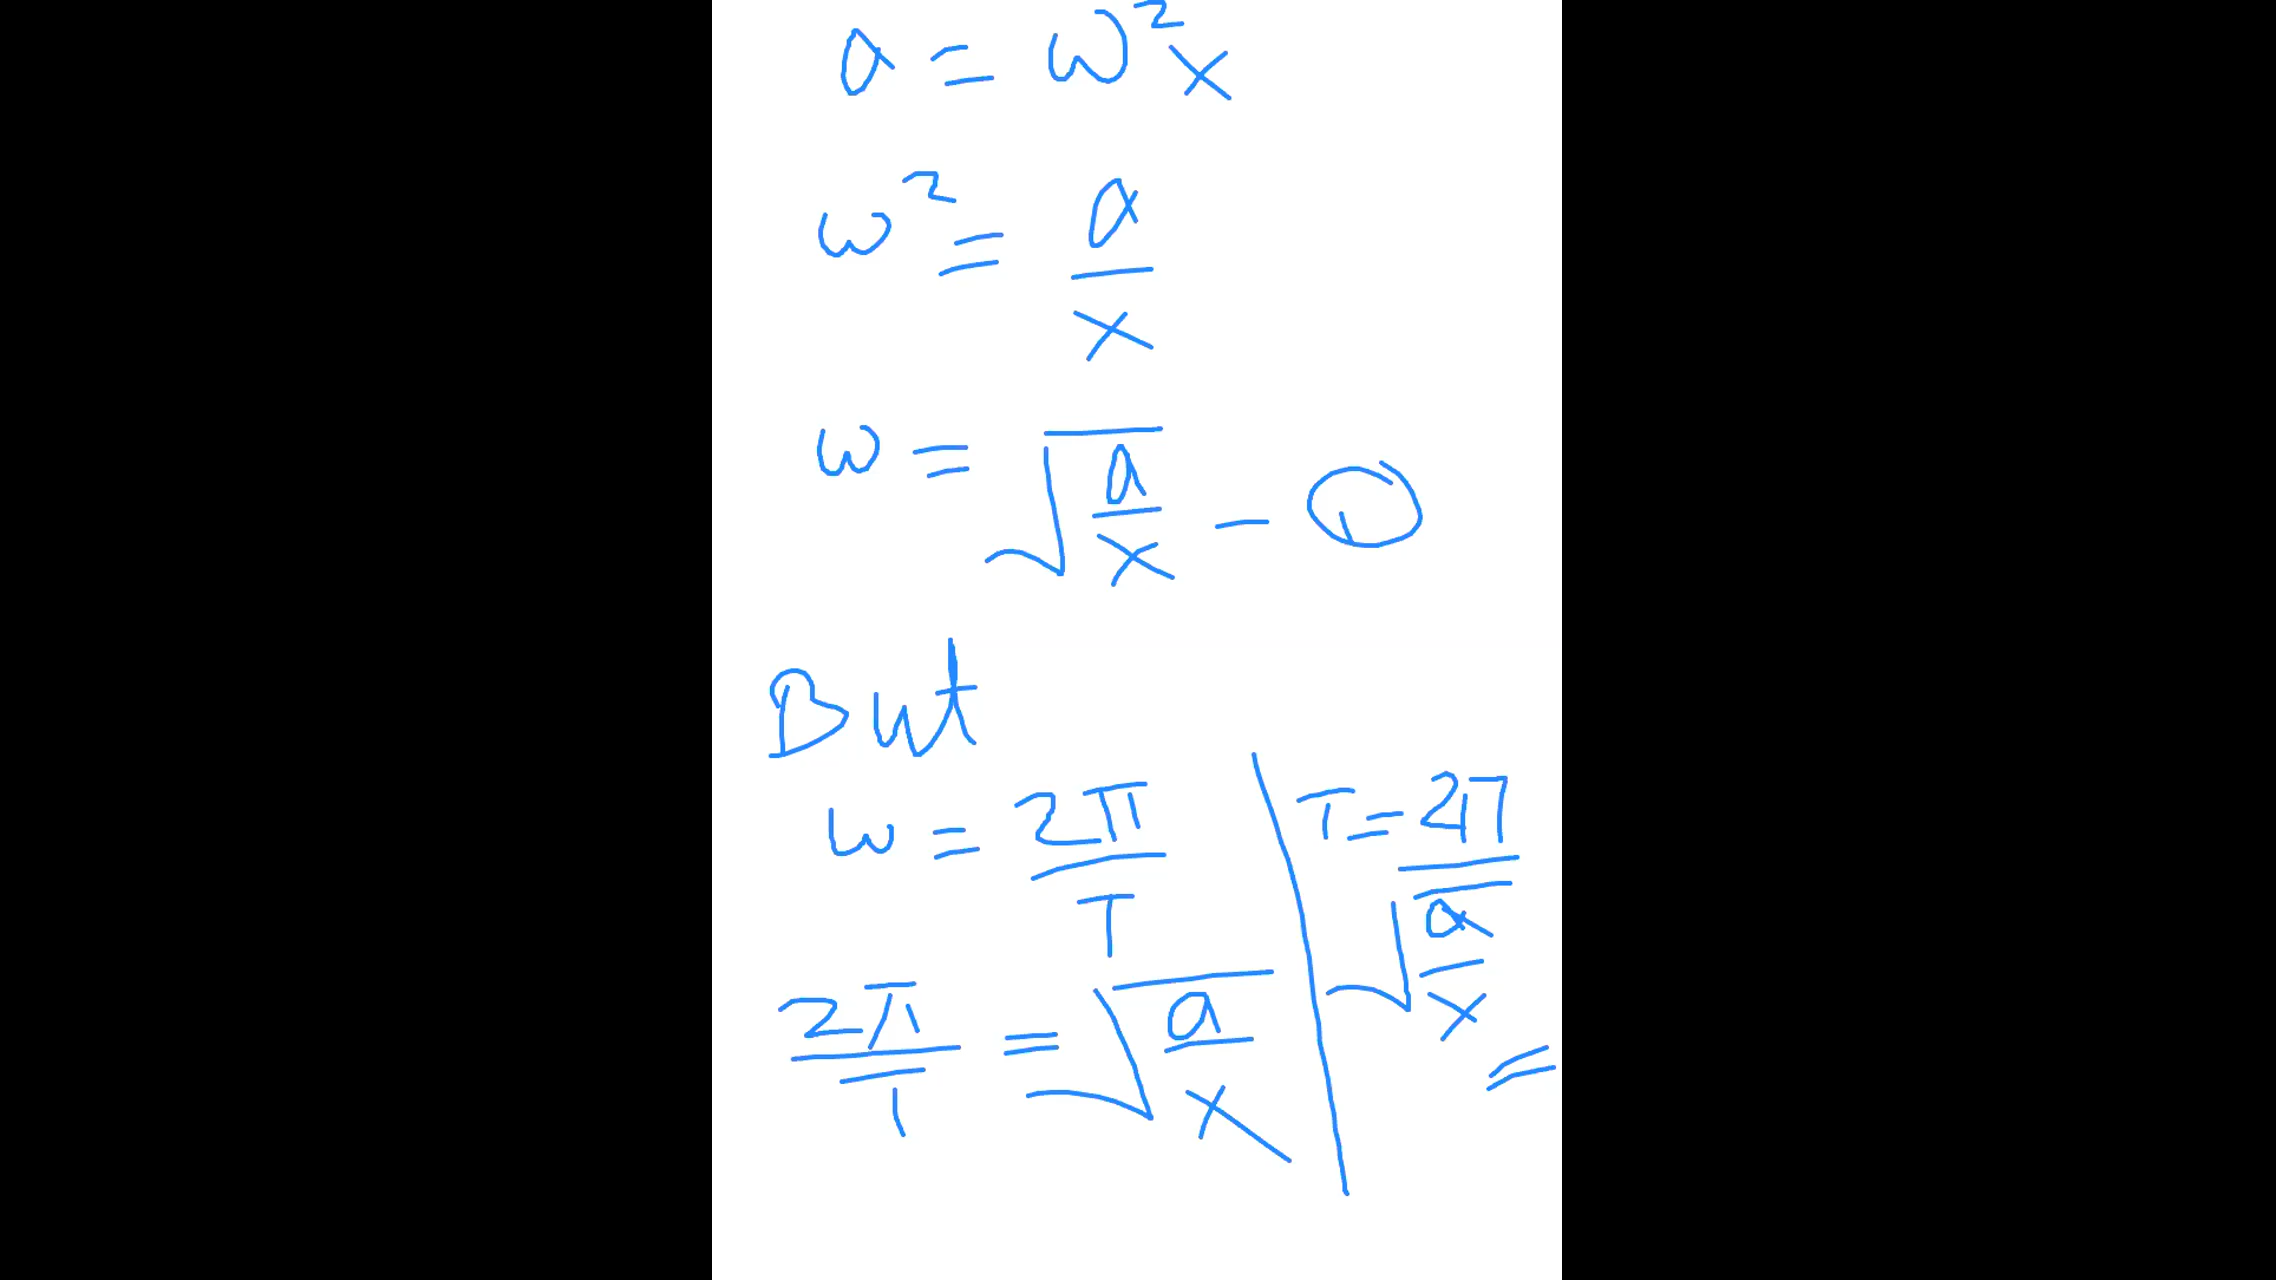 a = ω²x
ω² = a/x
ω = √(a/x) - ①
But
ω = 2π/T
2π/T = √(a/x)
T = 2π/√(a/x)
=